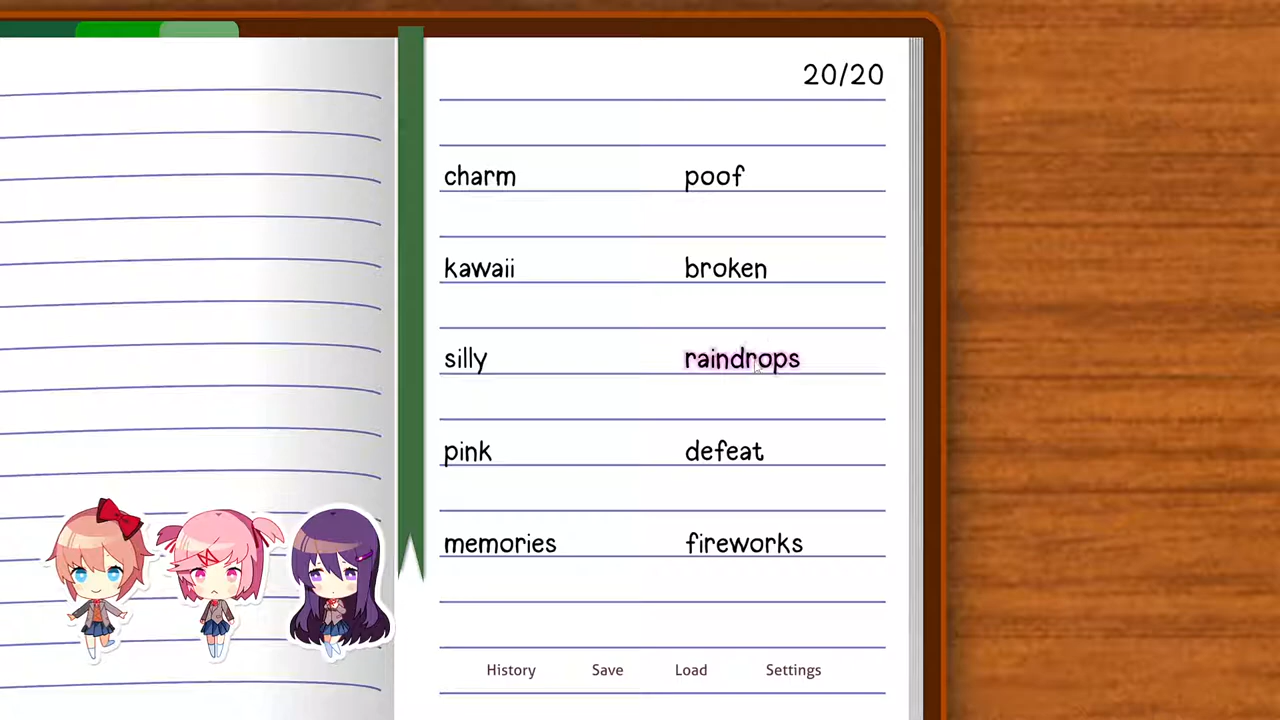 20/20
charm poof
kawaii broken
silly raindrops
pink defeat
memories fireworks
History Save Load Settings